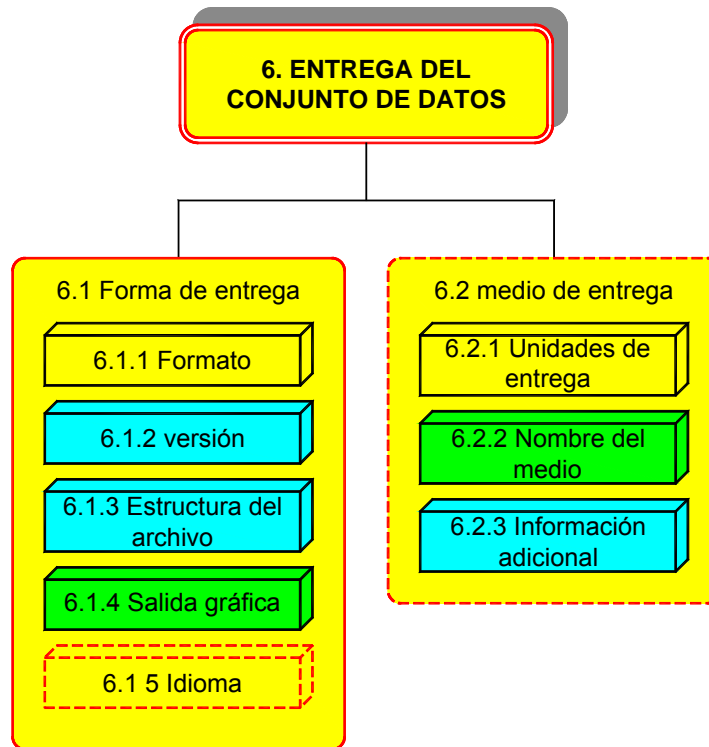 6. ENTREGA DEL
CONJUNTO DE DATOS
6.1 Forma de entrega
6.1.1 Formato
6.1.2 versión
6.1.3 Estructura del
archivo
6.1.4 Salida gráfica
6.1 5 Idioma
6.2 medio de entrega
6.2.1 Unidades de
entrega
6.2.2 Nombre del
medio
6.2.3 Información
adicional